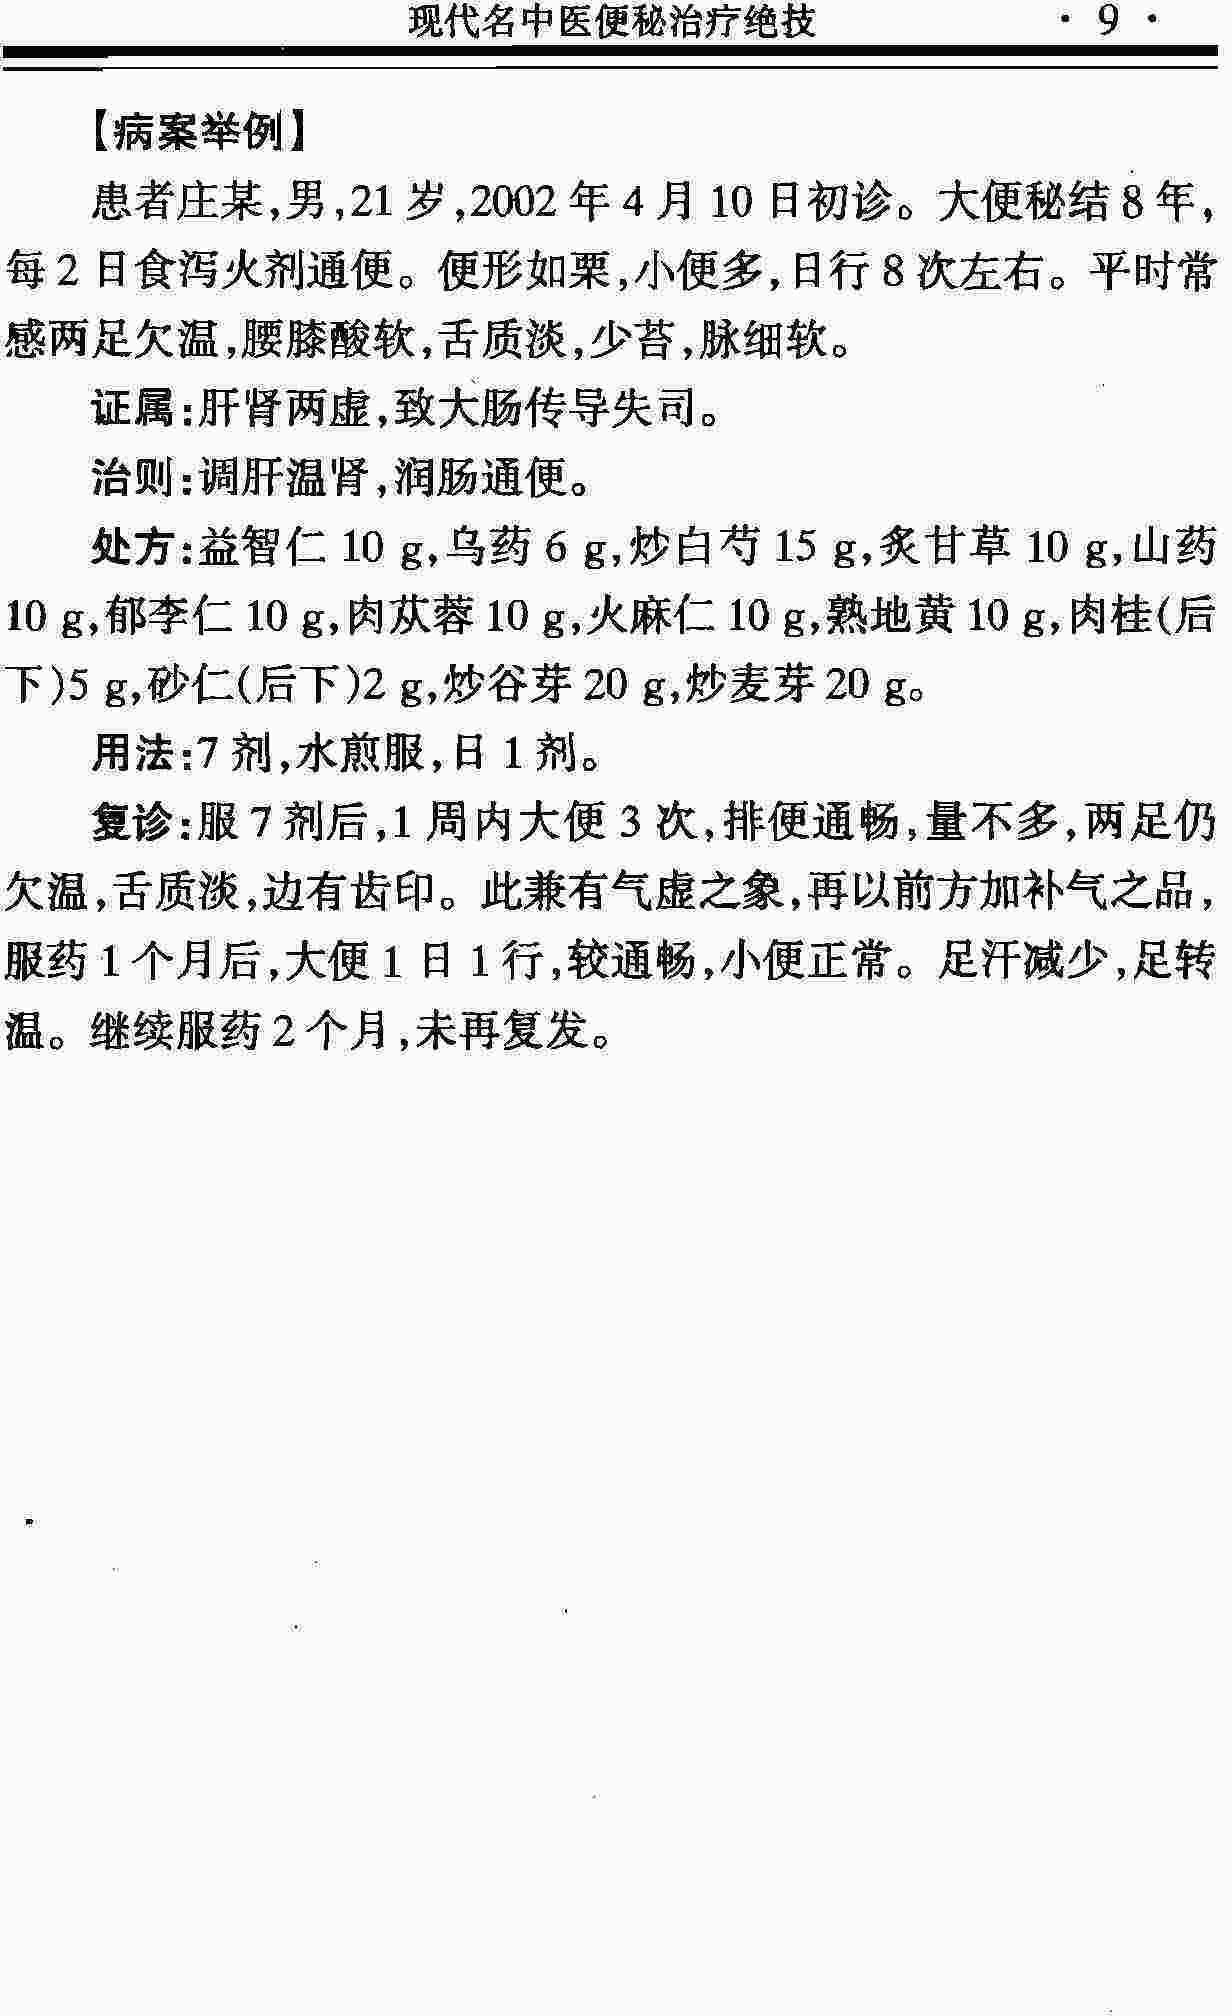 现代名中医便秘治疗绝技 · 9 ·
【病案举例】
患者庄某,男,21 岁,2002 年 4 月 10 日初诊。大便秘结 8 年,
每 2 日食泻火剂通便。便形如栗,小便多,日行 8 次左右。平时常
感两足欠温,腰膝酸软,舌质淡,少苔,脉细软。
证属:肝肾两虚,致大肠传导失司。
治则:调肝温肾,润肠通便。
处方:益智仁 10 g,乌药 6 g,炒白芍 15 g,炙甘草 10 g,山药
10 g,郁李仁 10 g,肉苁蓉 10 g,火麻仁 10 g,熟地黄 10 g,肉桂(后
下)5 g,砂仁(后下)2 g,炒谷芽 20 g,炒麦芽 20 g。
用法:7 剂,水煎服,日 1 剂。
复诊:服 7 剂后,1 周内大便 3 次,排便通畅,量不多,两足仍
欠温,舌质淡,边有齿印。此兼有气虚之象,再以前方加补气之品,
服药 1 个月后,大便 1 日 1 行,较通畅,小便正常。足汗减少,足转
温。继续服药 2 个月,未再复发。